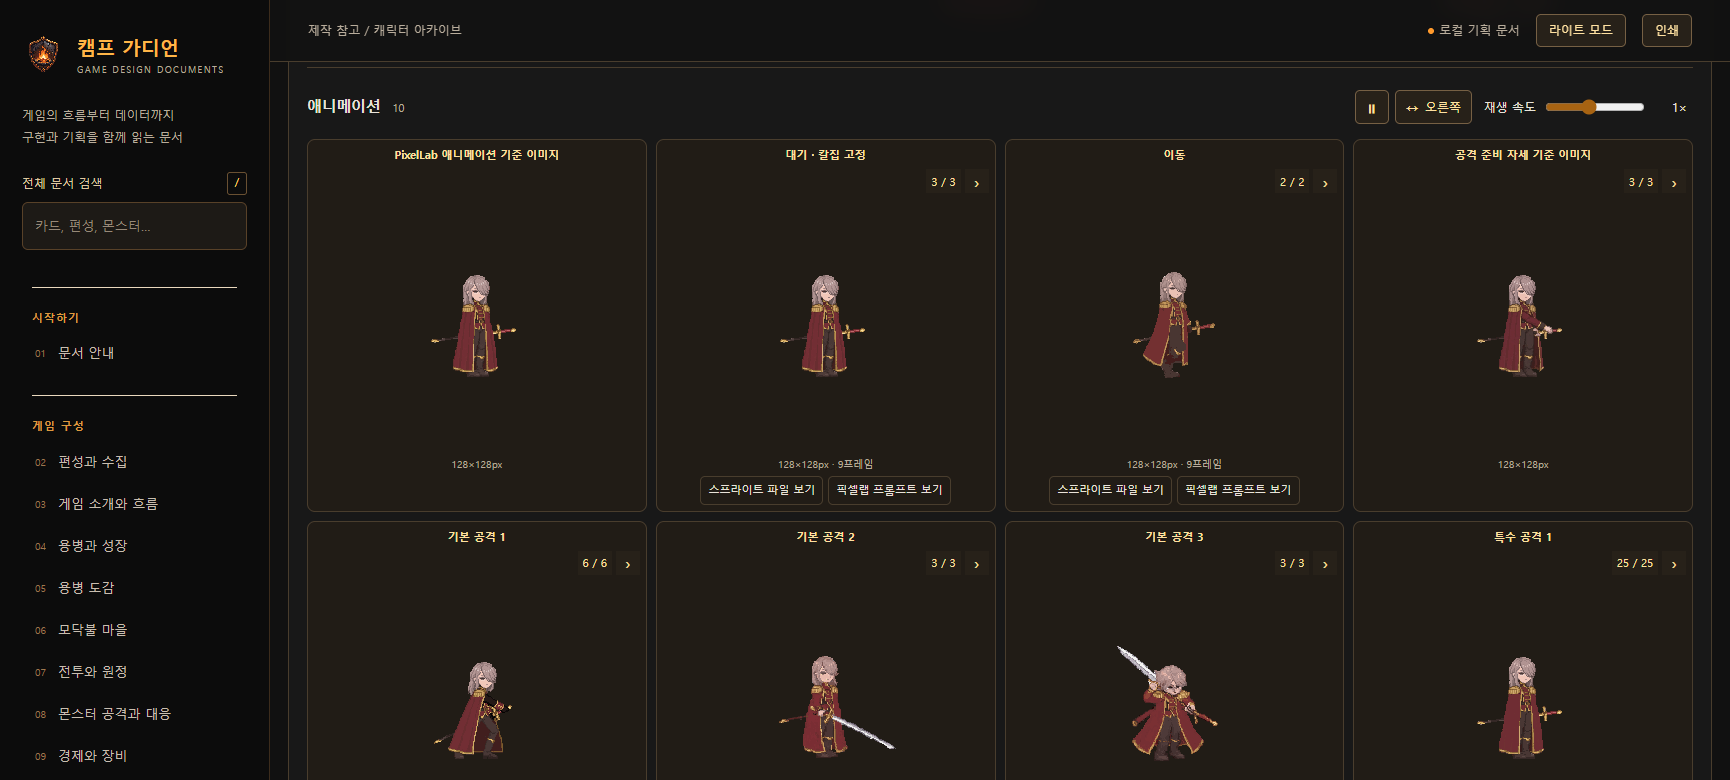 캠프 가디언
GAME DESIGN DOCUMENTS
게임의 흐름부터 데이터까지
구현과 기획을 함께 읽는 문서
전체 문서 검색
/
카드, 편성, 몬스터...
시작하기
01 문서 안내
게임 구성
02 편성과 수집
03 게임 소개와 흐름
04 용병과 성장
05 용병 도감
06 모닥불 마을
07 전투와 원정
08 몬스터 공격과 대응
09 경제와 장비
제작 참고 / 캐릭터 아카이브
로컬 기획 문서
라이트 모드
인쇄
애니메이션 10
↔ 오른쪽
재생 속도
1×
PixelLab 애니메이션 기준 이미지
128×128px
대기 · 칼집 고정
3 / 3 ›
128×128px · 9프레임
스프라이트 파일 보기
픽셀랩 프롬프트 보기
이동
2 / 2 ›
128×128px · 9프레임
스프라이트 파일 보기
픽셀랩 프롬프트 보기
공격 준비 자세 기준 이미지
3 / 3 ›
128×128px
기본 공격 1
6 / 6 ›
기본 공격 2
3 / 3 ›
기본 공격 3
3 / 3 ›
특수 공격 1
25 / 25 ›